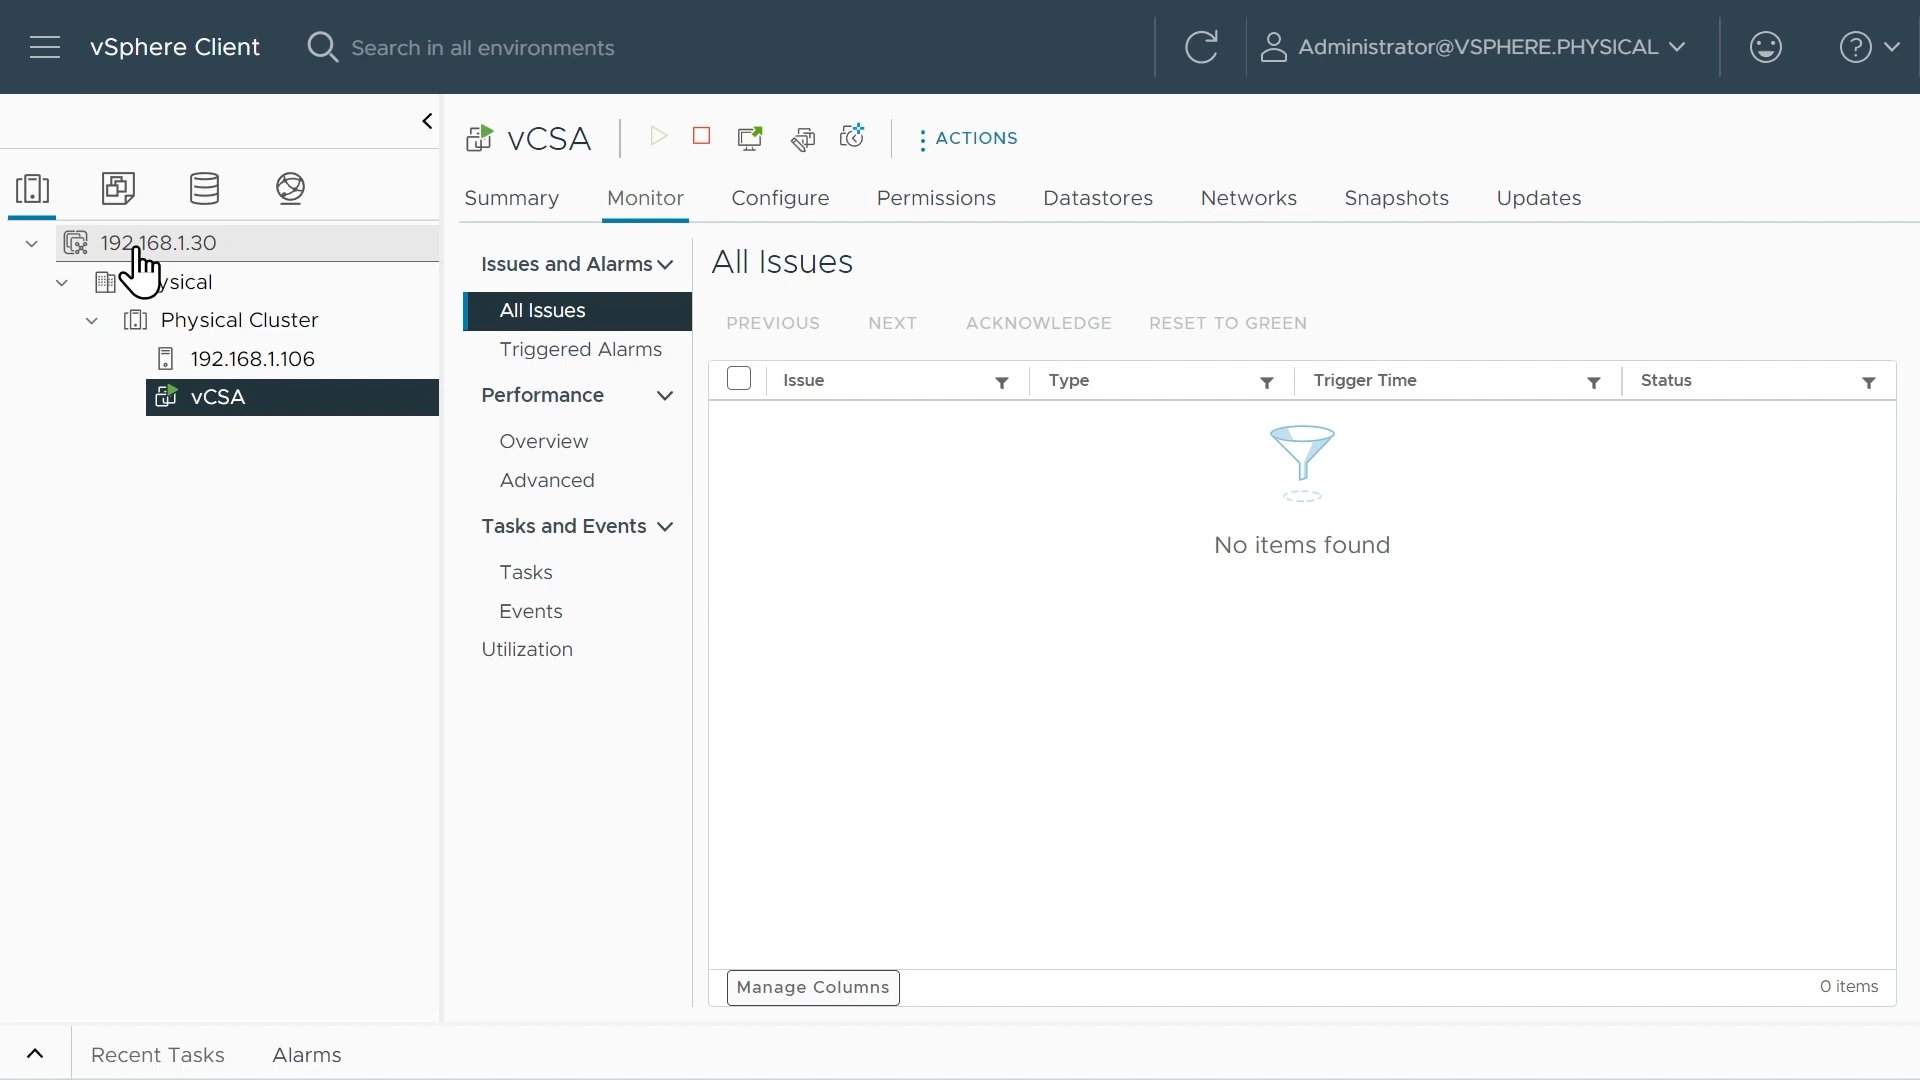 vSphere Client
Search in all environments
Administrator@VSPHERE.PHYSICAL
vCSA
ACTIONS
Summary
Monitor
Configure
Permissions
Datastores
Networks
Snapshots
Updates
192.168.1.30
ysical
Physical Cluster
192.168.1.106
vCSA
Issues and Alarms
All Issues
Triggered Alarms
Performance
Overview
Advanced
Tasks and Events
Tasks
Events
Utilization
All Issues
PREVIOUS
NEXT
ACKNOWLEDGE
RESET TO GREEN
Issue
Type
Trigger Time
Status
No items found
Manage Columns
0 items
Recent Tasks
Alarms